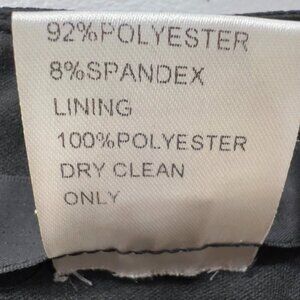 92%POLYESTER
8%SPANDEX
LINING
100%POLYESTER
DRY CLEAN
ONLY